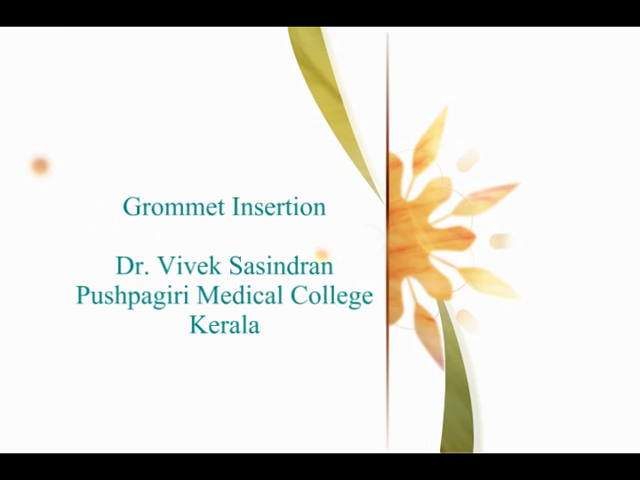 Grommet Insertion
Dr. Vivek Sasindran
Pushpagiri Medical College
Kerala